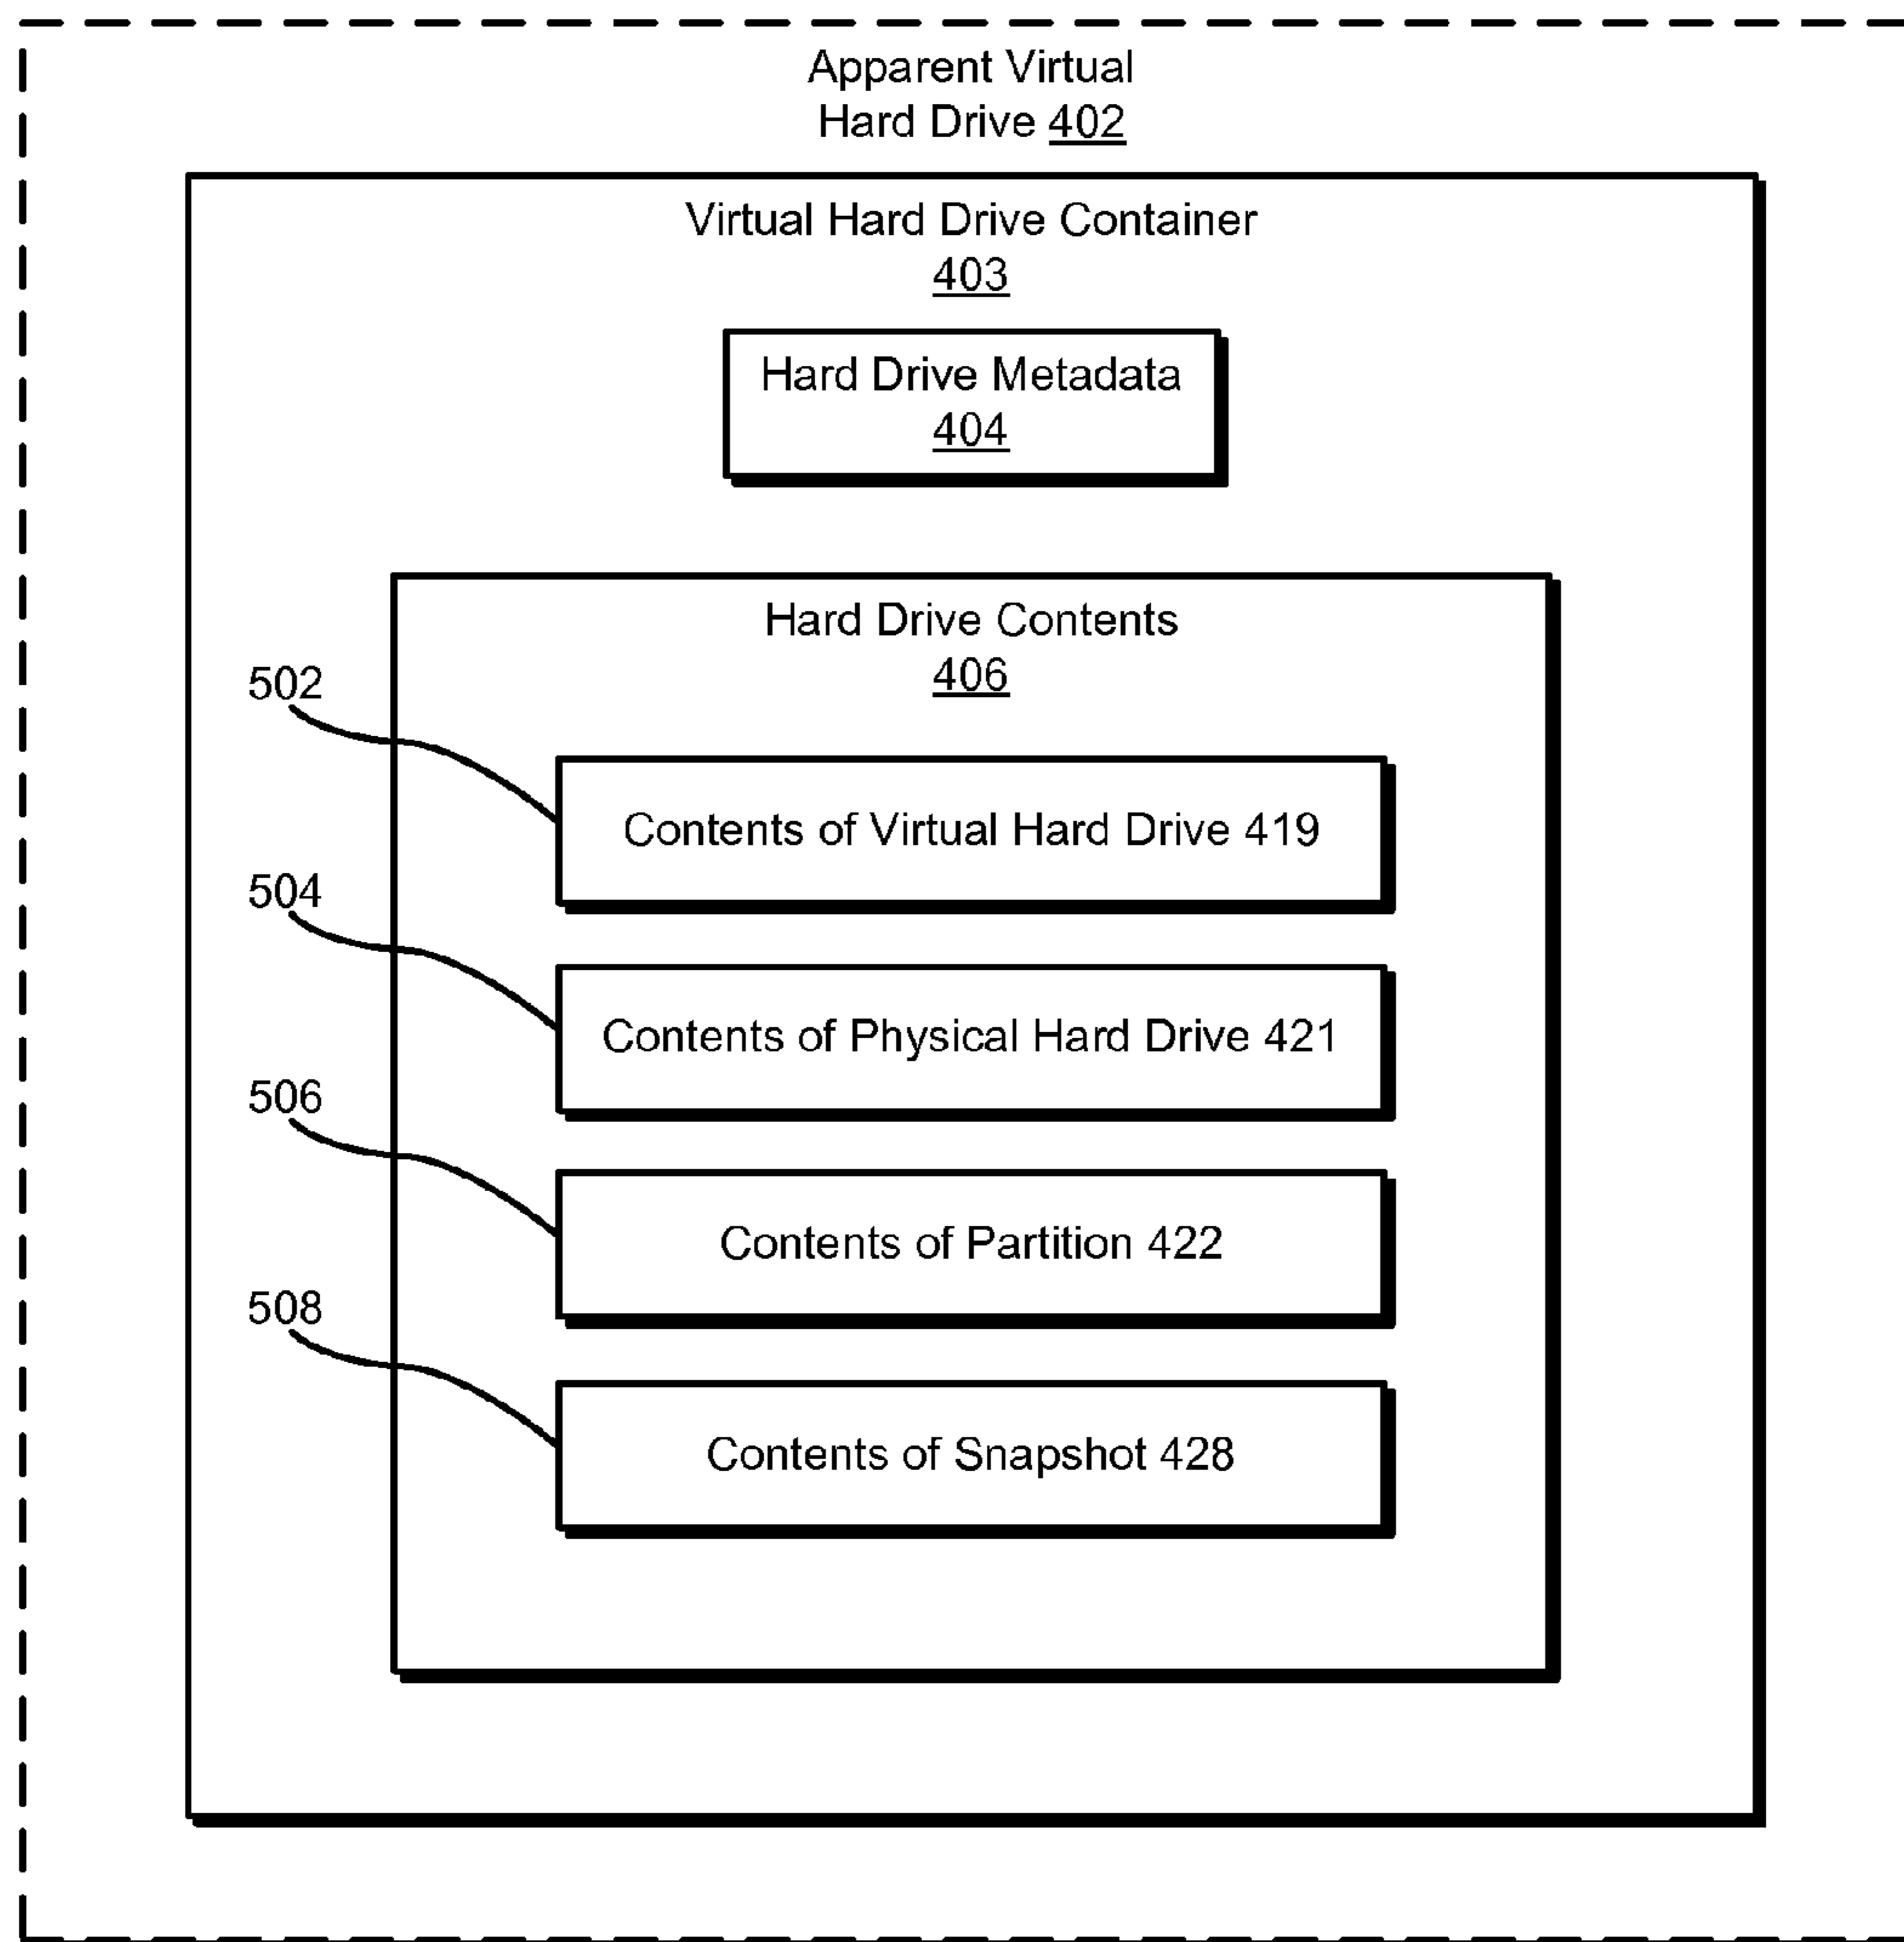 Apparent Virtual
Hard Drive 402
Virtual Hard Drive Container
403
Hard Drive Metadata
404
Hard Drive Contents
406
502
Contents of Virtual Hard Drive 419
504
Contents of Physical Hard Drive 421
506
Contents of Partition 422
508
Contents of Snapshot 428